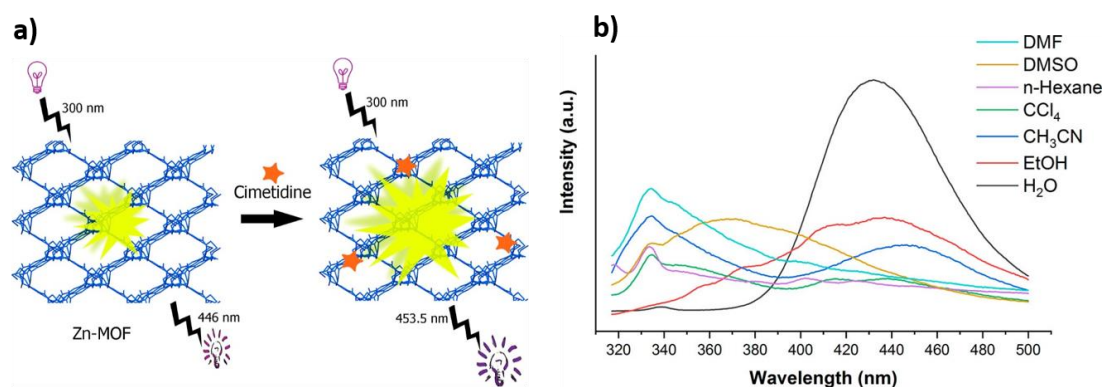 a)
300 nm
Zn-MOF
446 nm
Cimetidine
300 nm
453.5 nm
b)
Intensity (a.u.)
DMF
DMSO
n-Hexane
CCl₄
CH₃CN
EtOH
H₂O
320 340 360 380 400 420 440 460 480 500
Wavelength (nm)